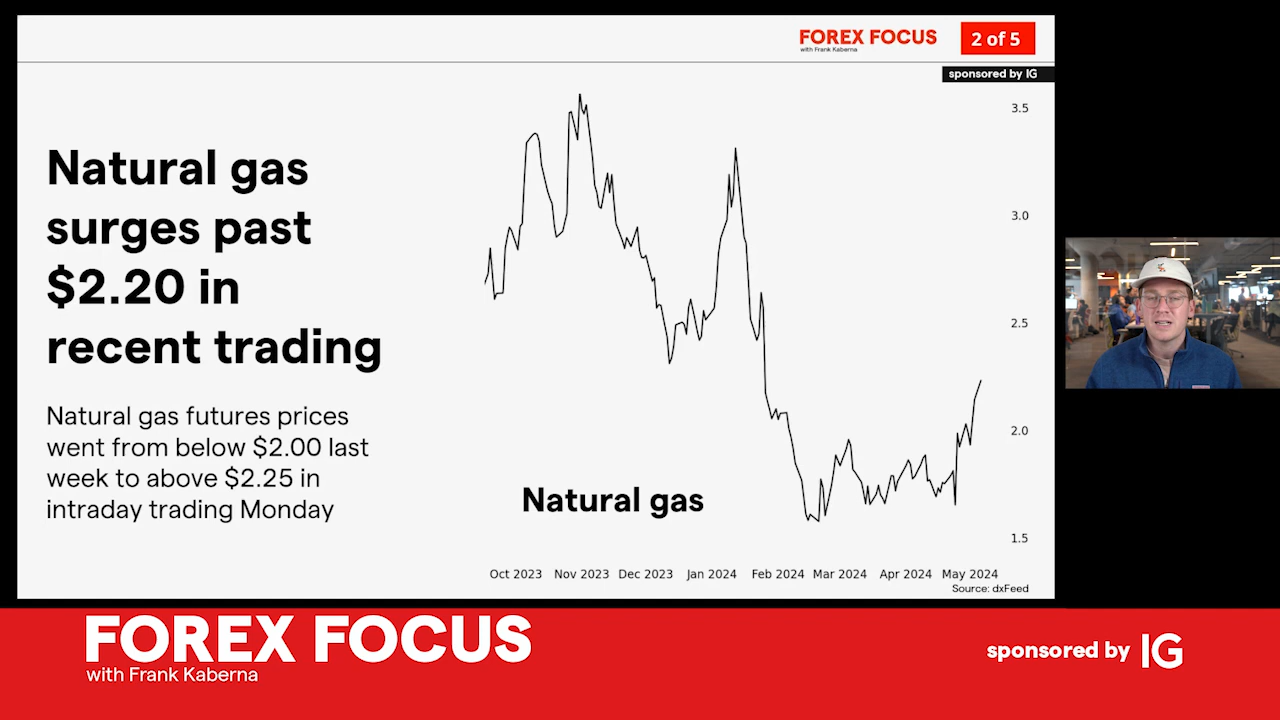 FOREX FOCUS
with Frank Kaberna
2 of 5
sponsored by IG
Natural gas
surges past
$2.20 in
recent trading
Natural gas futures prices
went from below $2.00 last
week to above $2.25 in
intraday trading Monday
3.5
3.0
2.5
2.0
1.5
Natural gas
Oct 2023 Nov 2023 Dec 2023 Jan 2024 Feb 2024 Mar 2024 Apr 2024 May 2024
Source: dxFeed
FOREX FOCUS
with Frank Kaberna
sponsored by IG